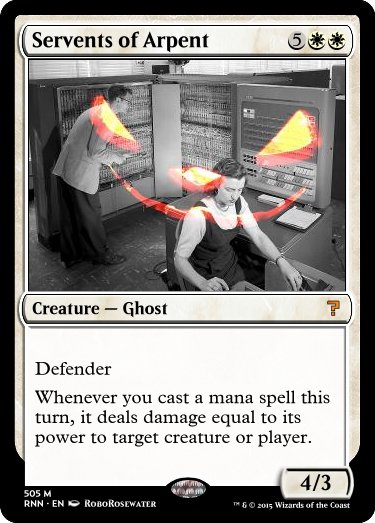 Servents of Arpent 5
Creature — Ghost
Defender
Whenever you cast a mana spell this
turn, it deals damage equal to its
power to target creature or player.
4/3
505 M
RNN • EN RoboRosewater
™ & © 2015 Wizards of the Coast